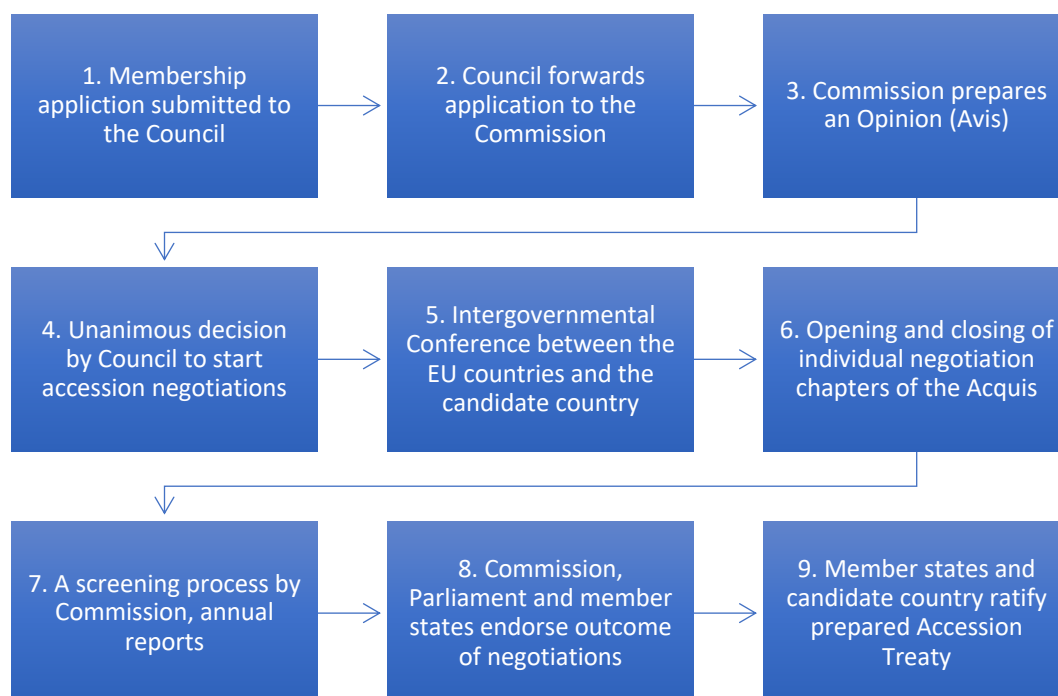 1. Membership
appliction submitted to
the Council
2. Council forwards
application to the
Commission
3. Commission prepares
an Opinion (Avis)
4. Unanimous decision
by Council to start
accession negotiations
5. Intergovernmental
Conference between the
EU countries and the
candidate country
6. Opening and closing of
individual negotiation
chapters of the Acquis
7. A screening process by
Commission, annual
reports
8. Commission,
Parliament and member
states endorse outcome
of negotiations
9. Member states and
candidate country ratify
prepared Accession
Treaty